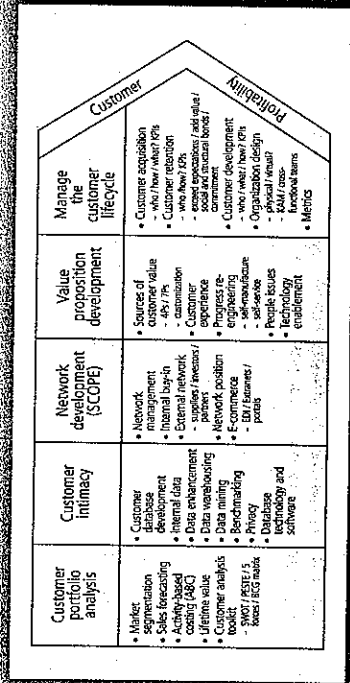 Customer portfolio
analysis
• Market
segmentation
• Sales forecasting
• Activity-based
costing (ABC)
• Lifetime value
• Customer analysis
toolkit
– SWOT / PESTE / 5
forces / BCG matrix
Customer
intimacy
• Customer
database
development
• Internal data
• Data enhancement
• Data warehousing
• Data mining
• Benchmarking
• Privacy
• Database
technology and
software
Network
development
(SCOPE)
• Network
management
• Internal buy-in
• External network
– suppliers / investors /
partners
• Network position
• E-commerce
– EDI / Extranets /
portals
Value
proposition
development
• Sources of
customer value
– 4Ps / 7Ps
– customization
• Customer
experience
• Progress re-
engineering
– self-manufacture
– self-service
• People issues
• Technology
enablement
Manage
the
customer
lifecycle
• Customer acquisition
– who / how / what? KPIs
• Customer retention
– who /how? KPIs
– exceed expectations / add value /
social and structural bonds /
commitment
• Customer development
– who / what / how? KPIs
• Organization design
– physical / virtual?
– KAM / cross-
functional teams
• Metrics
Customer
Profitability